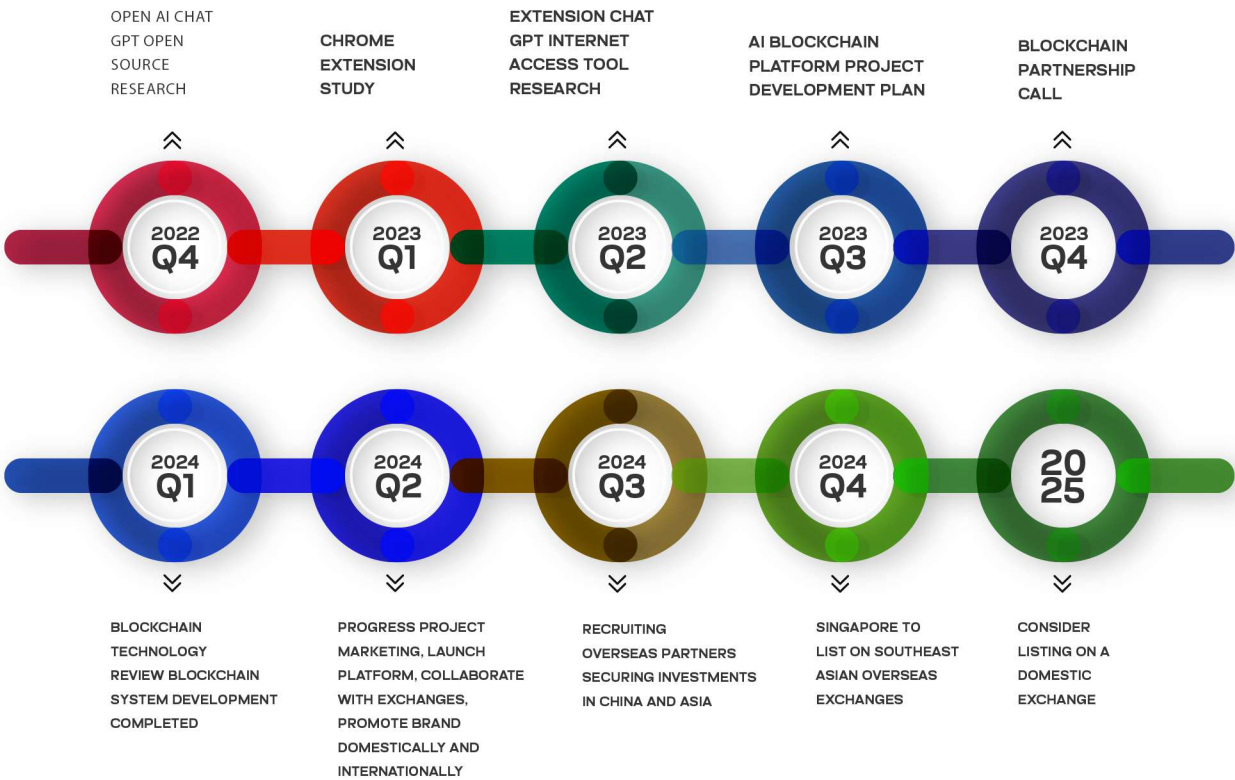 OPEN AI CHAT
GPT OPEN
SOURCE
RESEARCH
CHROME
EXTENSION
STUDY
EXTENSION CHAT
GPT INTERNET
ACCESS TOOL
RESEARCH
AI BLOCKCHAIN
PLATFORM PROJECT
DEVELOPMENT PLAN
BLOCKCHAIN
PARTNERSHIP
CALL
2022
Q4
2023
Q1
2023
Q2
2023
Q3
2023
Q4
2024
Q1
2024
Q2
2024
Q3
2024
Q4
20
25
BLOCKCHAIN
TECHNOLOGY
REVIEW BLOCKCHAIN
SYSTEM DEVELOPMENT
COMPLETED
PROGRESS PROJECT
MARKETING, LAUNCH
PLATFORM, COLLABORATE
WITH EXCHANGES,
PROMOTE BRAND
DOMESTICALLY AND
INTERNATIONALLY
RECRUITING
OVERSEAS PARTNERS
SECURING INVESTMENTS
IN CHINA AND ASIA
SINGAPORE TO
LIST ON SOUTHEAST
ASIAN OVERSEAS
EXCHANGES
CONSIDER
LISTING ON A
DOMESTIC
EXCHANGE